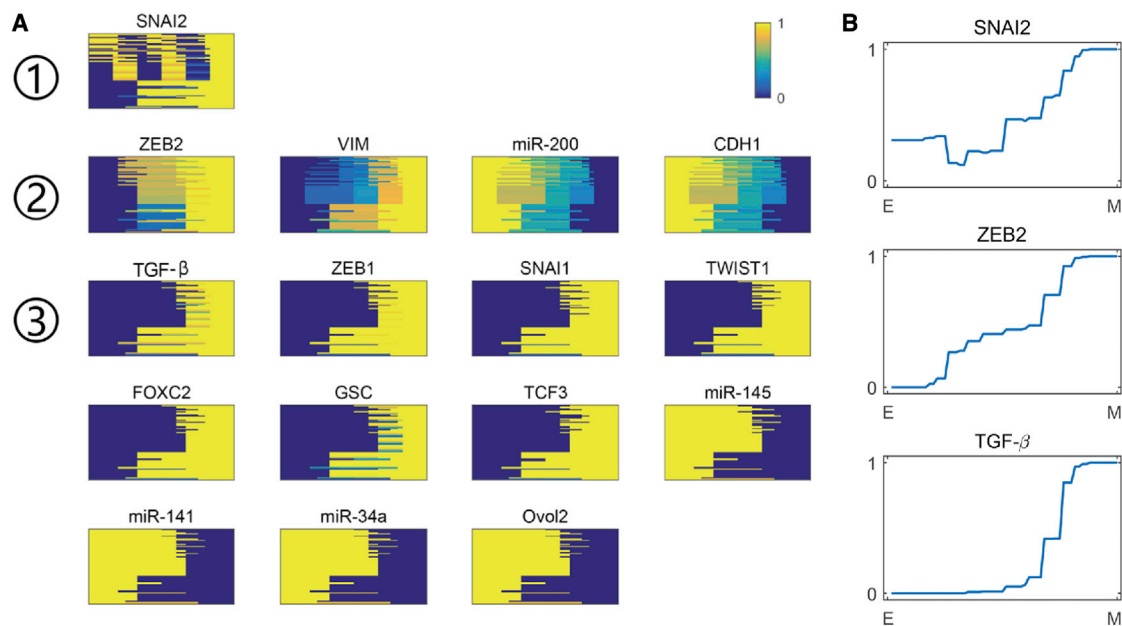 A
SNAI2
1
0
①
ZEB2
VIM
miR-200
CDH1
②
TGF-β
ZEB1
SNAI1
TWIST1
③
FOXC2
GSC
TCF3
miR-145
miR-141
miR-34a
Ovol2
B
SNAI2
1
0
E
M
ZEB2
1
0
E
M
TGF-β
1
0
E
M